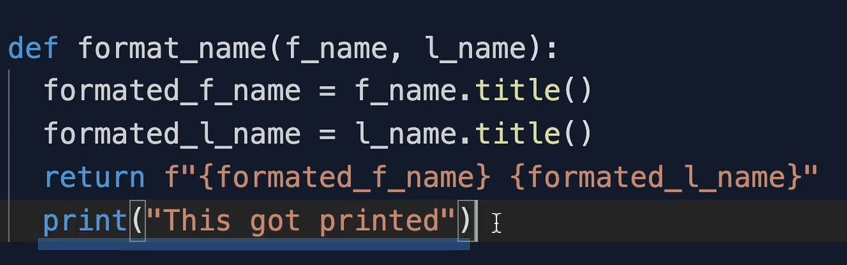 def format_name(f_name, l_name):
  formated_f_name = f_name.title()
  formated_l_name = l_name.title()
  return f"{formated_f_name} {formated_l_name}"
  print("This got printed")